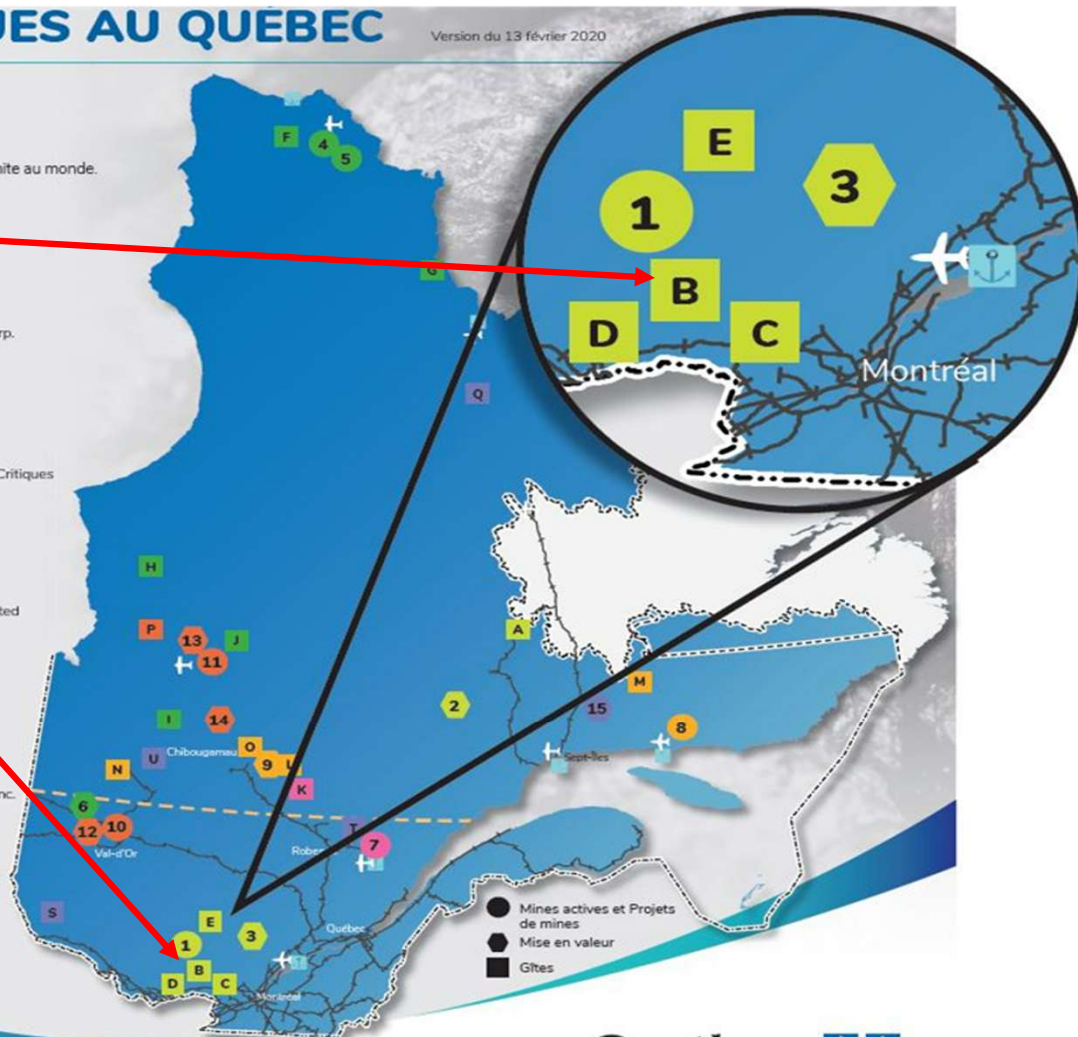 UES AU QUÉBEC
Version du 13 février 2020
nite au monde.
rp.
Critiques
ted
nc.
E
1
3
B
D
C
Montréal
F
4
5
G
Q
H
P
13
J
11
A
M
2
15
I
14
8
Chibougamau
O
U
9
L
N
Sept-Îles
K
6
12
10
T
7
Val-d'Or
Rober
S
E
1
3
Québec
B
D
C
Montréal
Mines actives et Projets
de mines
Mise en valeur
Gîtes